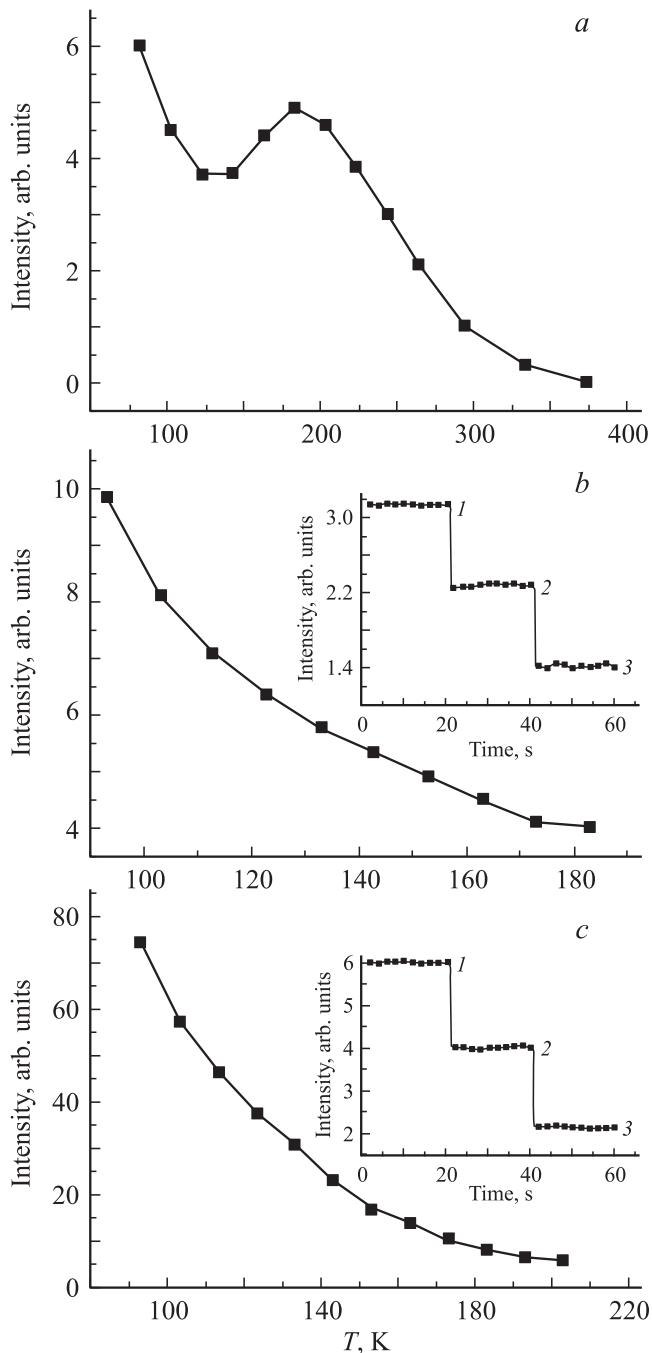 a
Intensity, arb. units
6
4
2
0
100 200 300 400
b
Intensity, arb. units
10
8
6
4
100 120 140 160 180
Intensity, arb. units
3.0
2.2
1.4
1
2
3
0 20 40 60
Time, s
c
Intensity, arb. units
80
60
40
20
0
100 140 180 220
T, K
Intensity, arb. units
6
5
4
3
2
1
2
3
0 20 40 60
Time, s